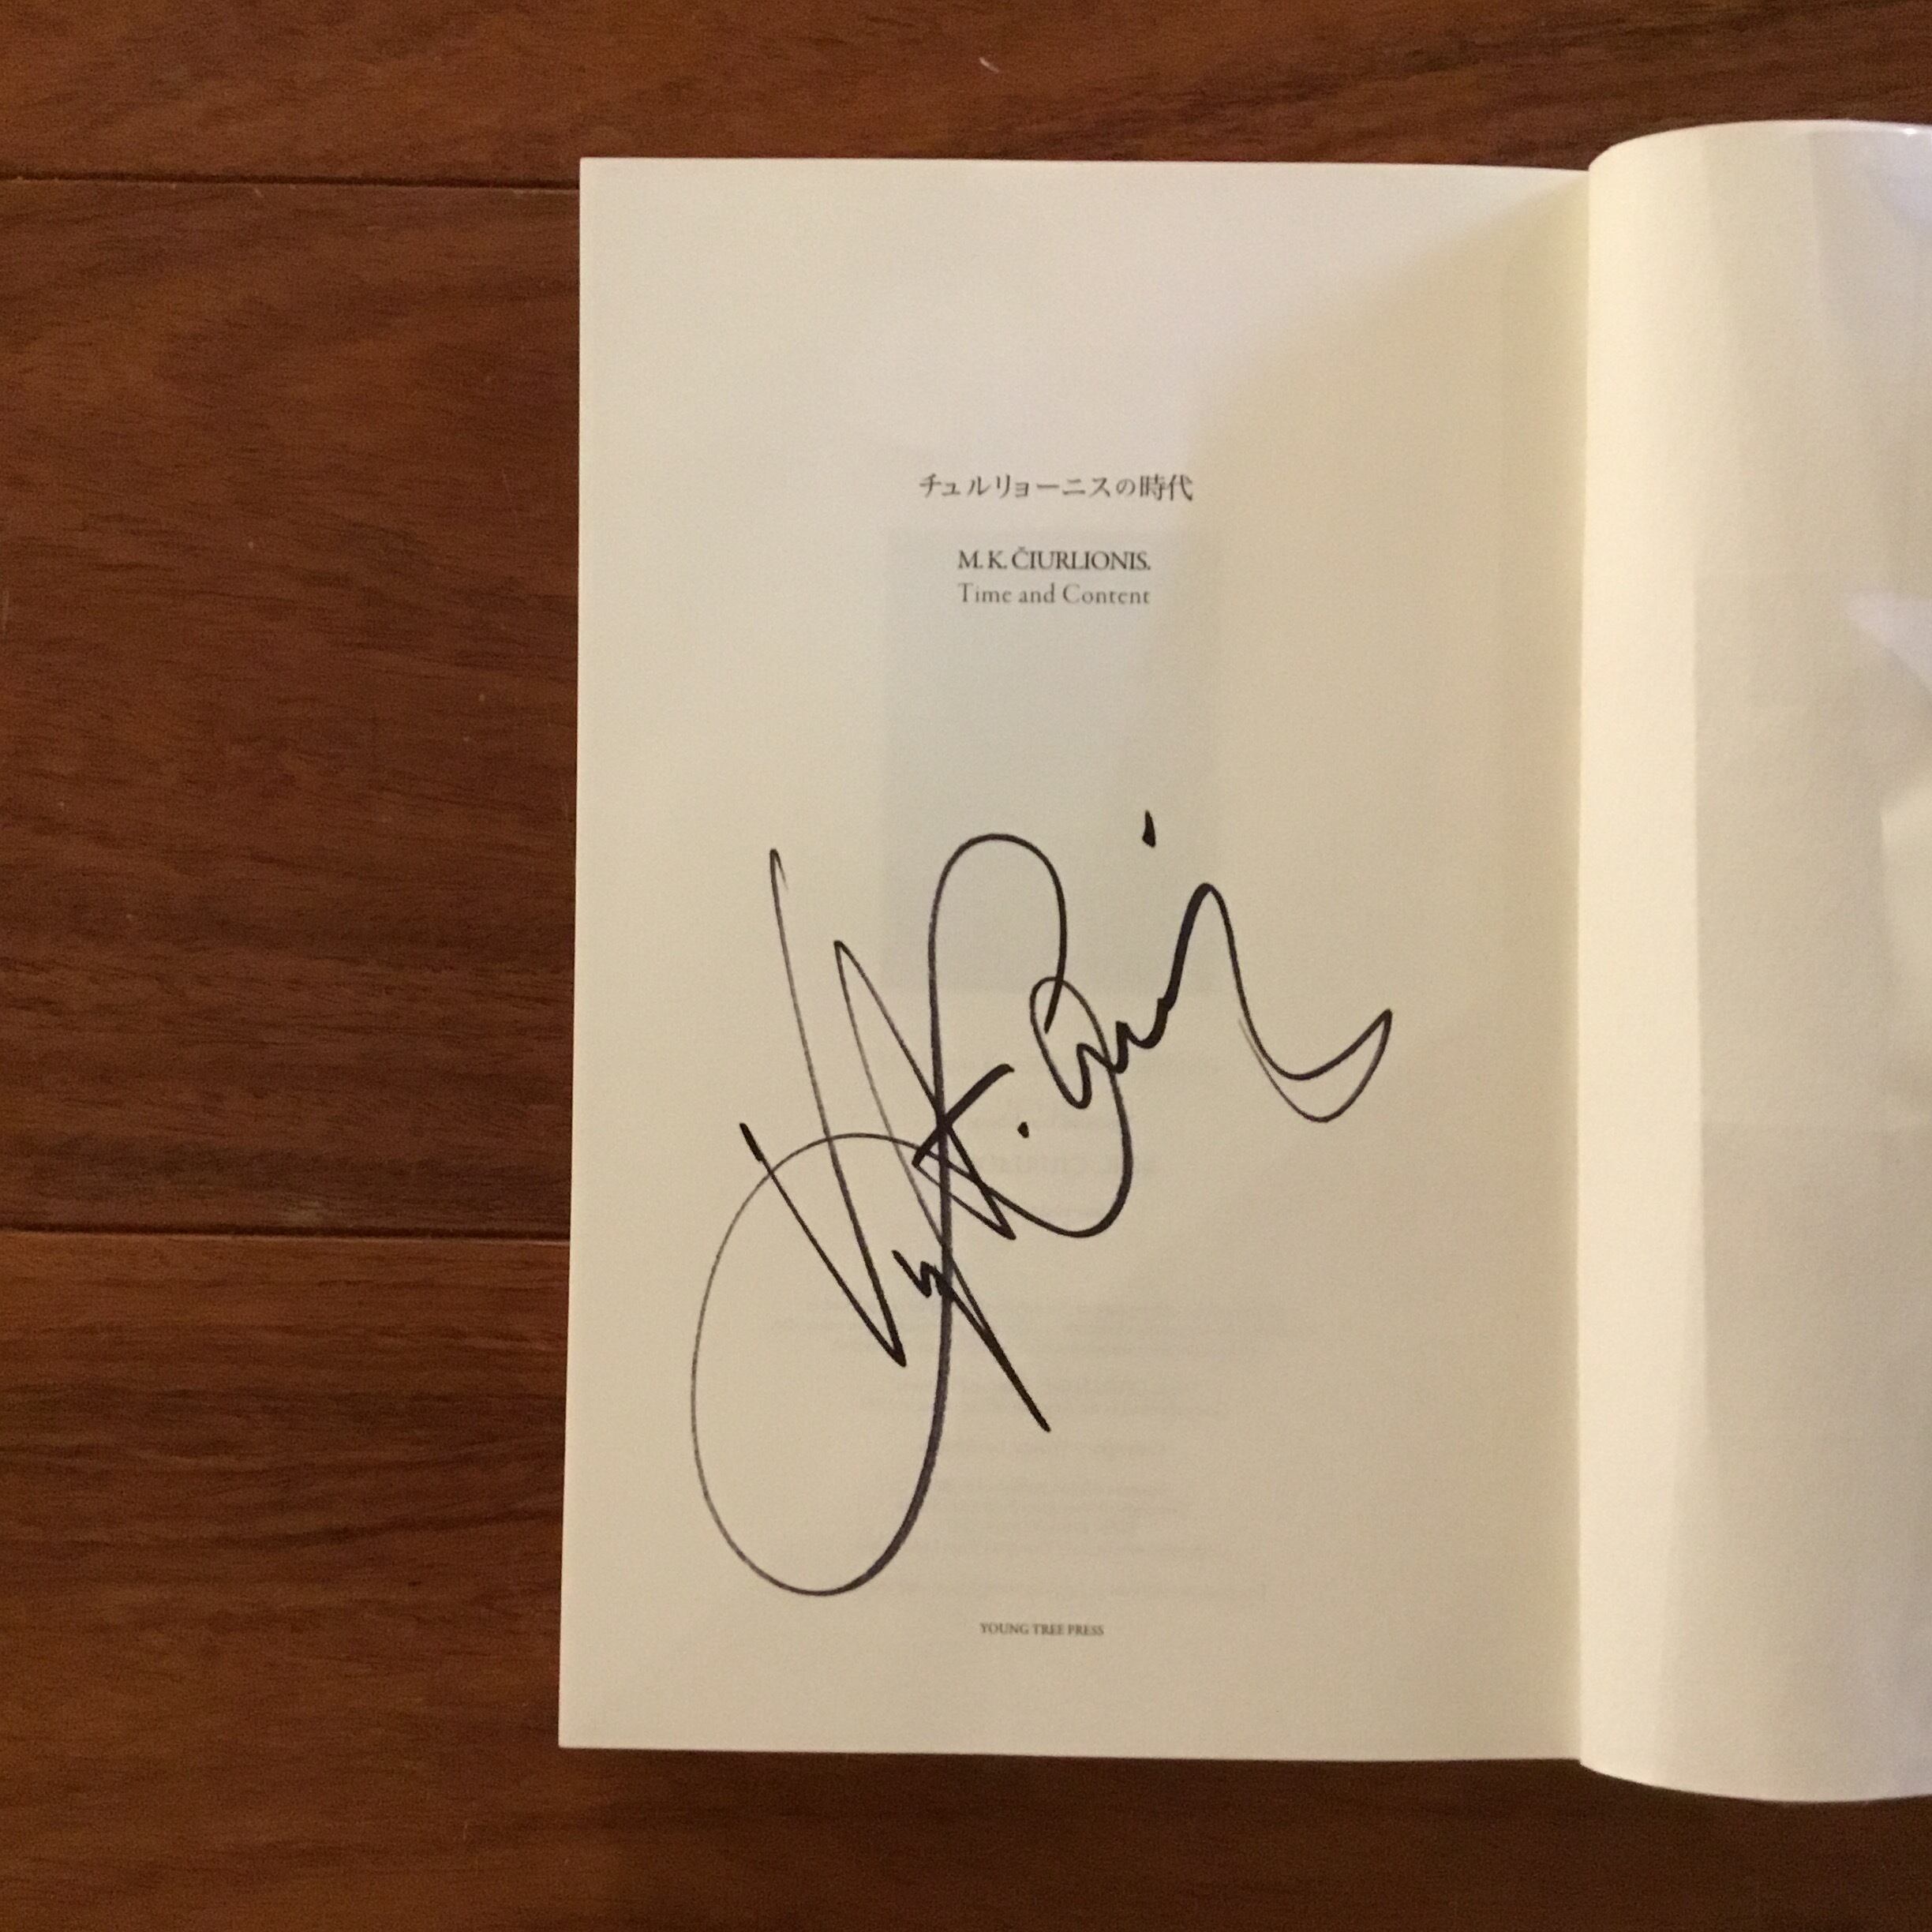 チュルリョーニスの時代
M. K. ČIURLIONIS.
Time and Content
YOUNG TREE PRESS